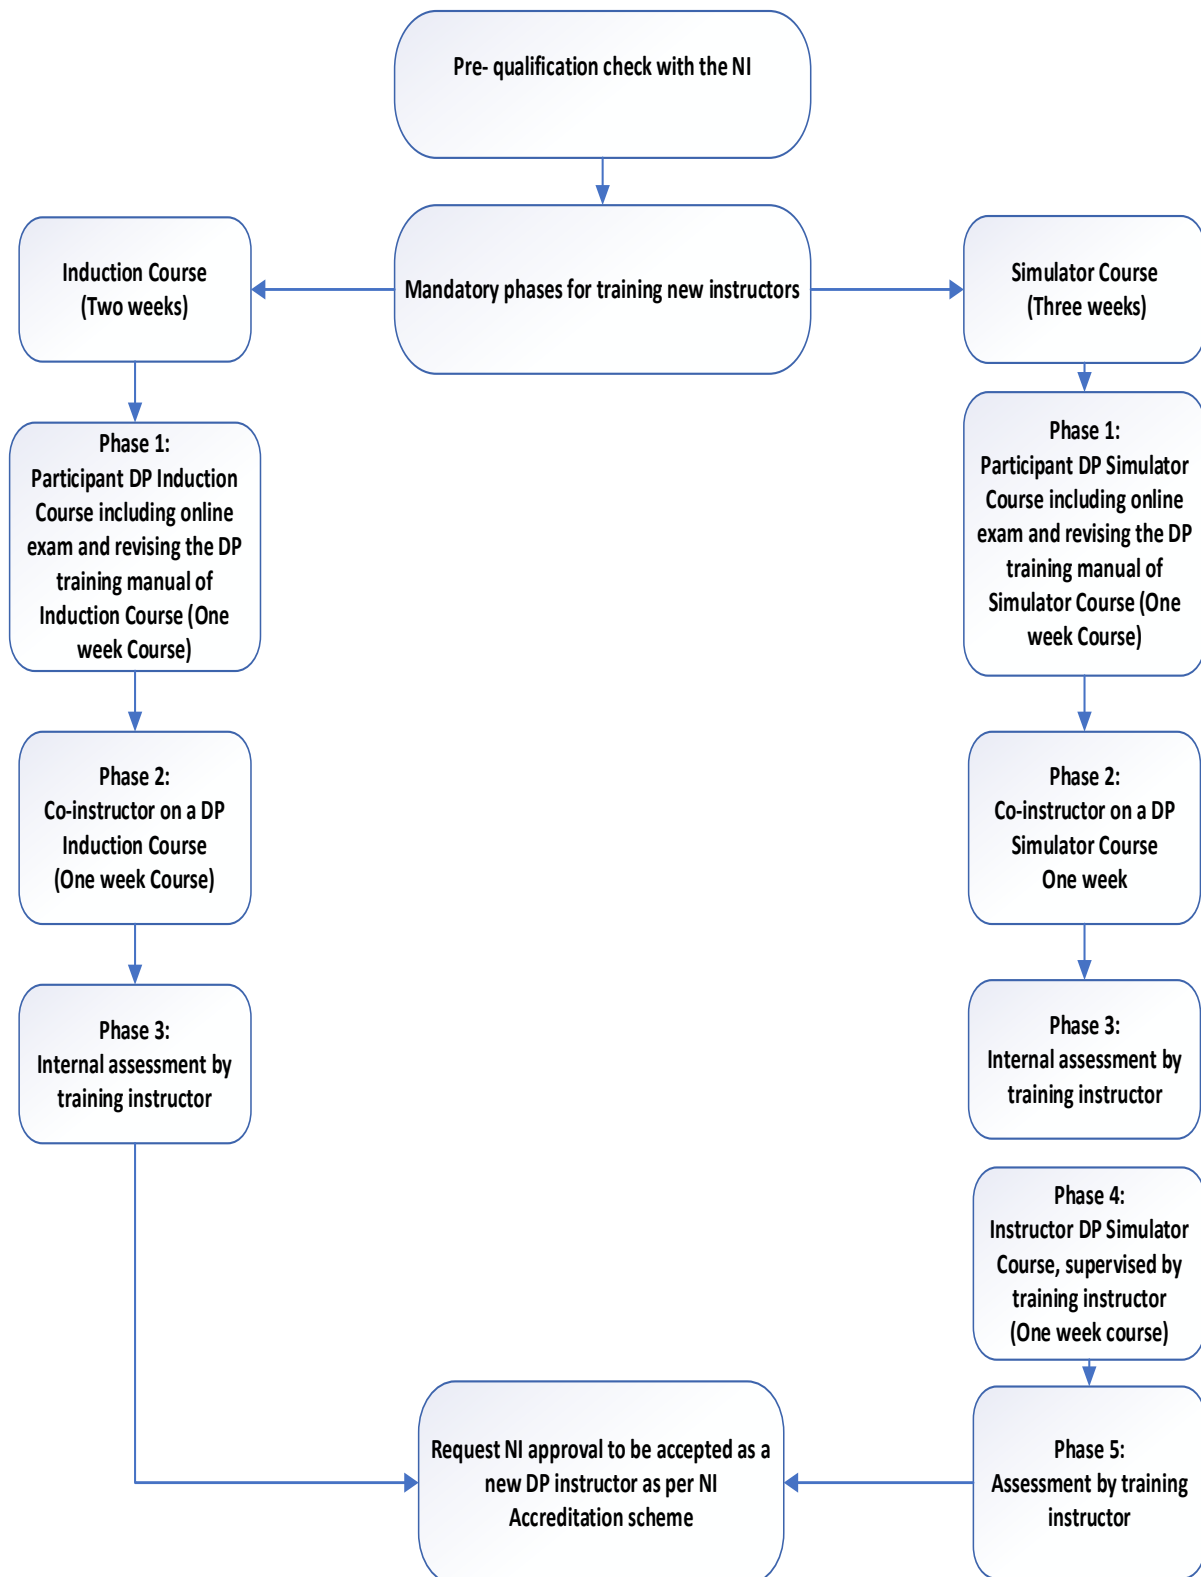 Pre- qualification check with the NI
Mandatory phases for training new instructors
Induction Course
(Two weeks)
Phase 1:
Participant DP Induction
Course including online
exam and revising the DP
training manual of
Induction Course (One
week Course)
Phase 2:
Co-instructor on a DP
Induction Course
(One week Course)
Phase 3:
Internal assessment by
training instructor
Simulator Course
(Three weeks)
Phase 1:
Participant DP Simulator
Course including online
exam and revising the DP
training manual of
Simulator Course (One
week Course)
Phase 2:
Co-instructor on a DP
Simulator Course
One week
Phase 3:
Internal assessment by
training instructor
Phase 4:
Instructor DP Simulator
Course, supervised by
training instructor
(One week course)
Phase 5:
Assessment by training
instructor
Request NI approval to be accepted as a
new DP instructor as per NI
Accreditation scheme